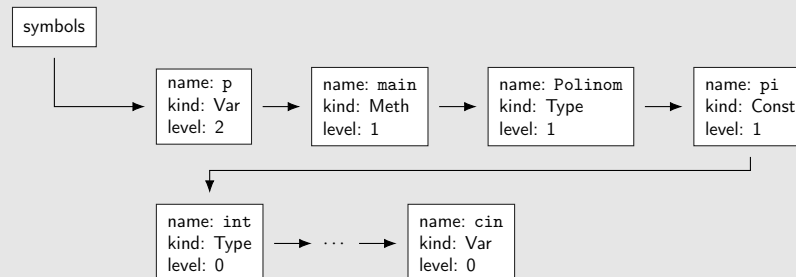 symbols
name: p
kind: Var
level: 2
name: main
kind: Meth
level: 1
name: Polinom
kind: Type
level: 1
name: pi
kind: Const
level: 1
name: int
kind: Type
level: 0
...
name: cin
kind: Var
level: 0